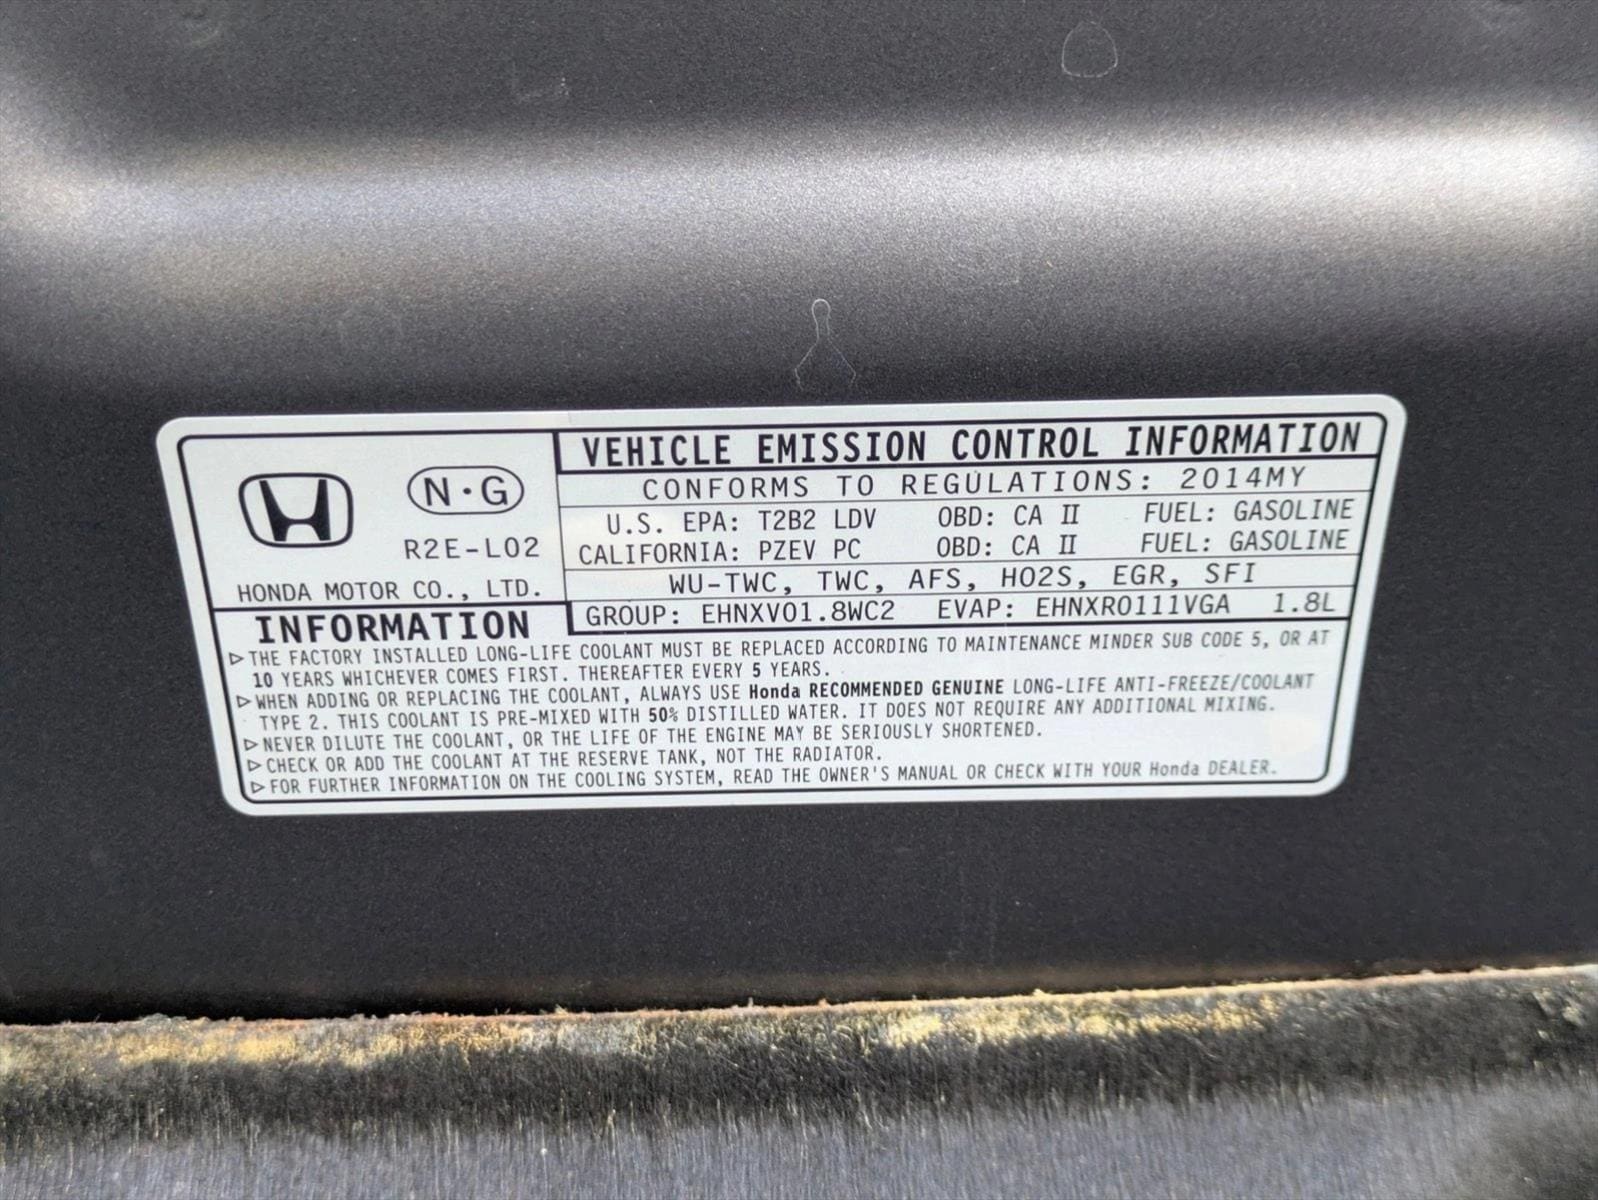 VEHICLE EMISSION CONTROL INFORMATION
CONFORMS TO REGULATIONS: 2014MY
U.S. EPA: T2B2 LDV OBD: CA II FUEL: GASOLINE
CALIFORNIA: PZEV PC OBD: CA II FUEL: GASOLINE
WU-TWC, TWC, AFS, HO2S, EGR, SFI
GROUP: EHNXV01.8WC2 EVAP: EHNXR0111VGA 1.8L
N·G
R2E-L02
HONDA MOTOR CO., LTD.
INFORMATION
▷THE FACTORY INSTALLED LONG-LIFE COOLANT MUST BE REPLACED ACCORDING TO MAINTENANCE MINDER SUB CODE 5, OR AT
10 YEARS WHICHEVER COMES FIRST. THEREAFTER EVERY 5 YEARS.
▷WHEN ADDING OR REPLACING THE COOLANT, ALWAYS USE Honda RECOMMENDED GENUINE LONG-LIFE ANTI-FREEZE/COOLANT
TYPE 2. THIS COOLANT IS PRE-MIXED WITH 50% DISTILLED WATER. IT DOES NOT REQUIRE ANY ADDITIONAL MIXING.
▷NEVER DILUTE THE COOLANT, OR THE LIFE OF THE ENGINE MAY BE SERIOUSLY SHORTENED.
▷CHECK OR ADD THE COOLANT AT THE RESERVE TANK, NOT THE RADIATOR.
▷FOR FURTHER INFORMATION ON THE COOLING SYSTEM, READ THE OWNER'S MANUAL OR CHECK WITH YOUR Honda DEALER.